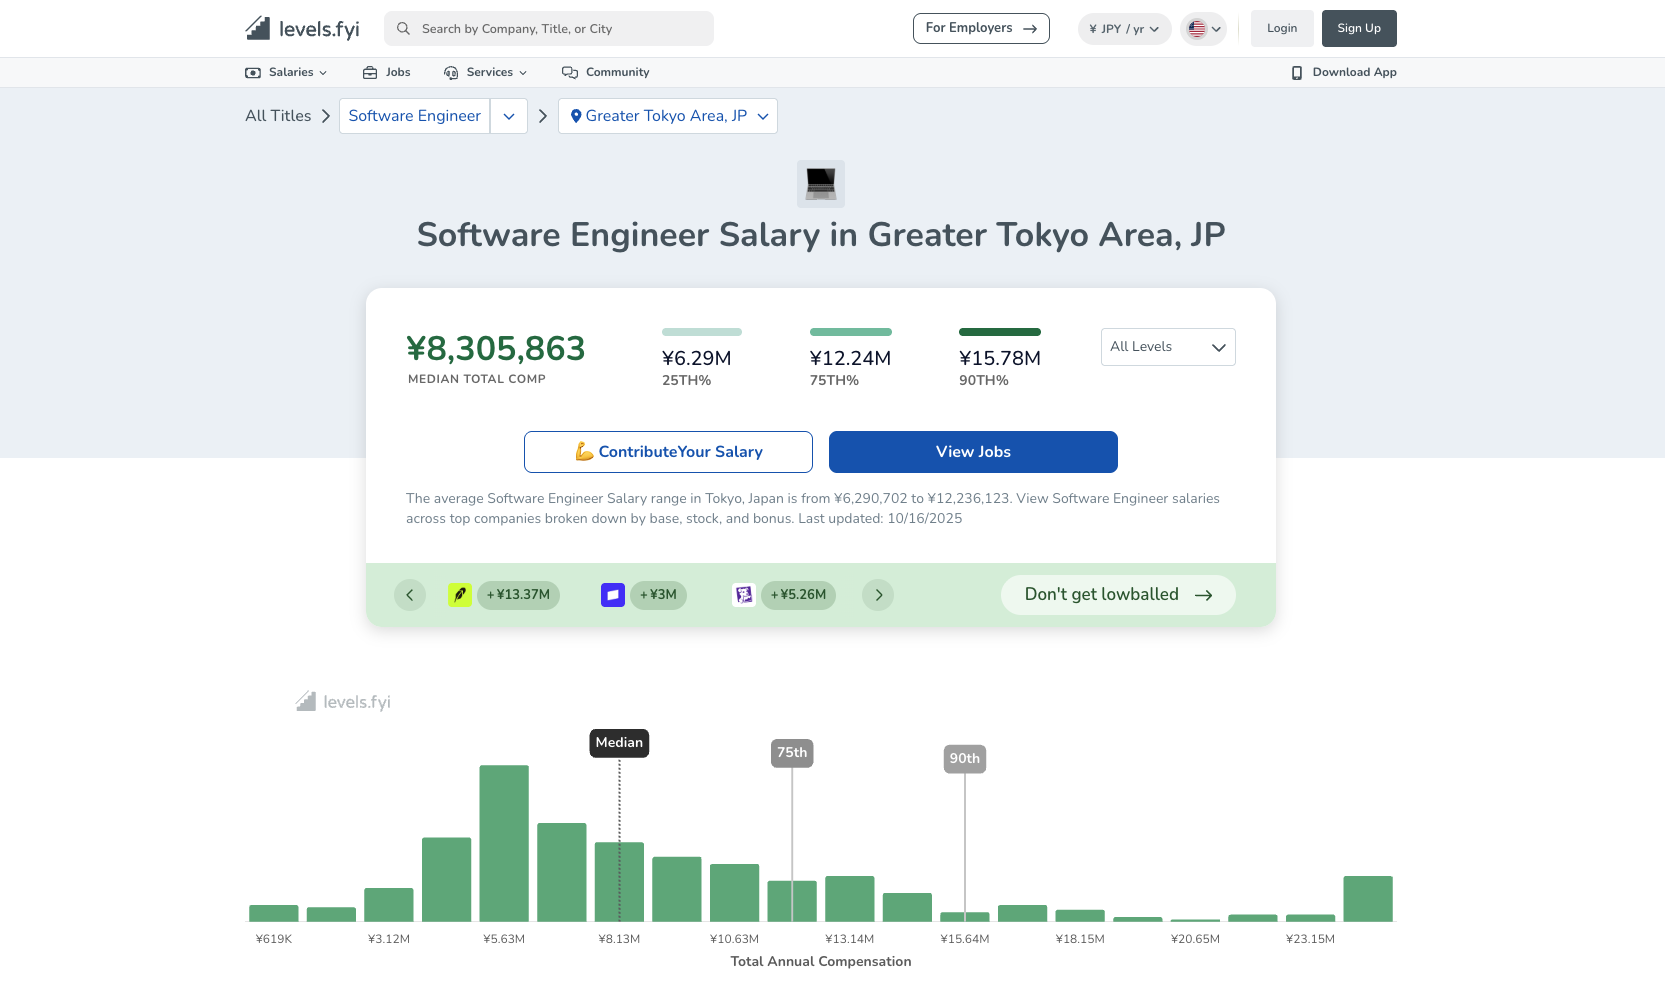 levels.fyi
Search by Company, Title, or City
For Employers
¥ JPY / yr
Login
Sign Up
Salaries
Jobs
Services
Community
Download App
All Titles
Software Engineer
Greater Tokyo Area, JP
Software Engineer Salary in Greater Tokyo Area, JP
¥8,305,863
MEDIAN TOTAL COMP
¥6.29M
25TH%
¥12.24M
75TH%
¥15.78M
90TH%
All Levels
💪 ContributeYour Salary
View Jobs
The average Software Engineer Salary range in Tokyo, Japan is from ¥6,290,702 to ¥12,236,123. View Software Engineer salaries
across top companies broken down by base, stock, and bonus. Last updated: 10/16/2025
+ ¥13.37M
+ ¥3M
+ ¥5.26M
Don't get lowballed
levels.fyi
Median
75th
90th
¥619K
¥3.12M
¥5.63M
¥8.13M
¥10.63M
¥13.14M
¥15.64M
¥18.15M
¥20.65M
¥23.15M
Total Annual Compensation